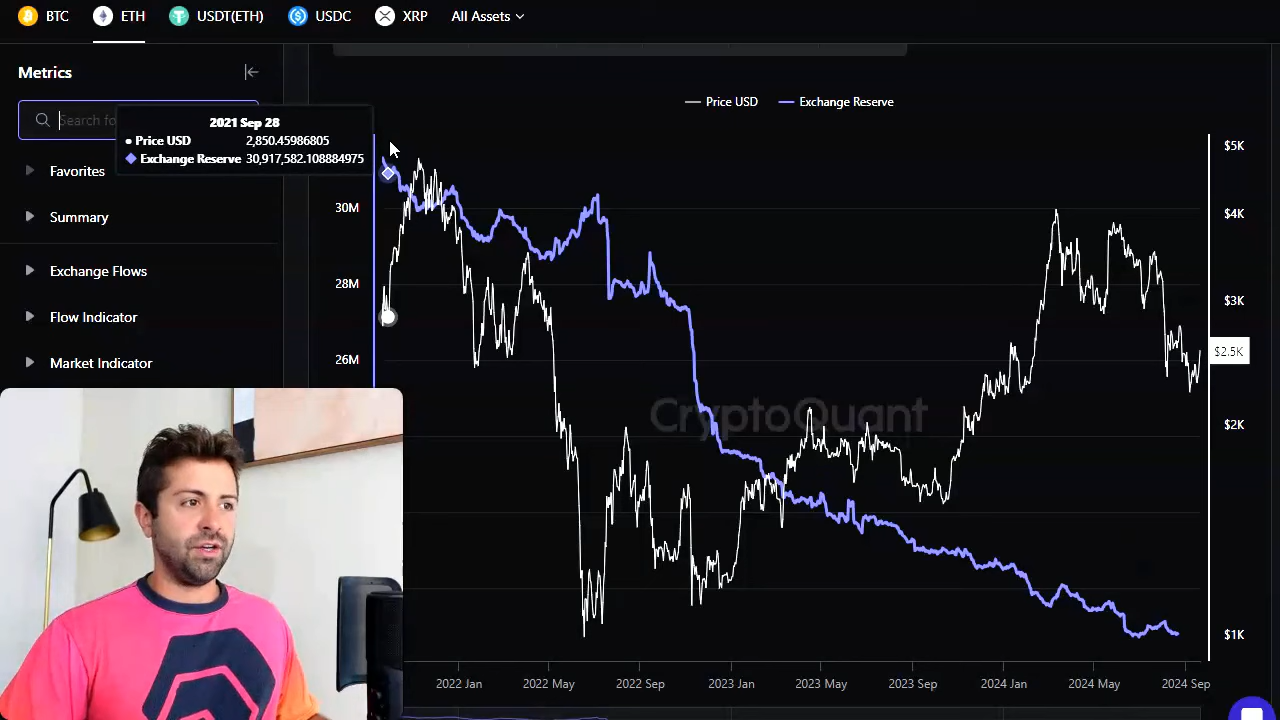 BTC ETH USDT(ETH) USDC XRP All Assets
Metrics
Search fo
2021 Sep 28
Price USD 2,850.45986805
Exchange Reserve 30,917,582.108884975
Favorites
Summary
Exchange Flows
Flow Indicator
Market Indicator
Price USD Exchange Reserve
30M
28M
26M
$5K
$4K
$3K
$2.5K
$2K
$1K
CryptoQuant
2022 Jan 2022 May 2022 Sep 2023 Jan 2023 May 2023 Sep 2024 Jan 2024 May 2024 Sep